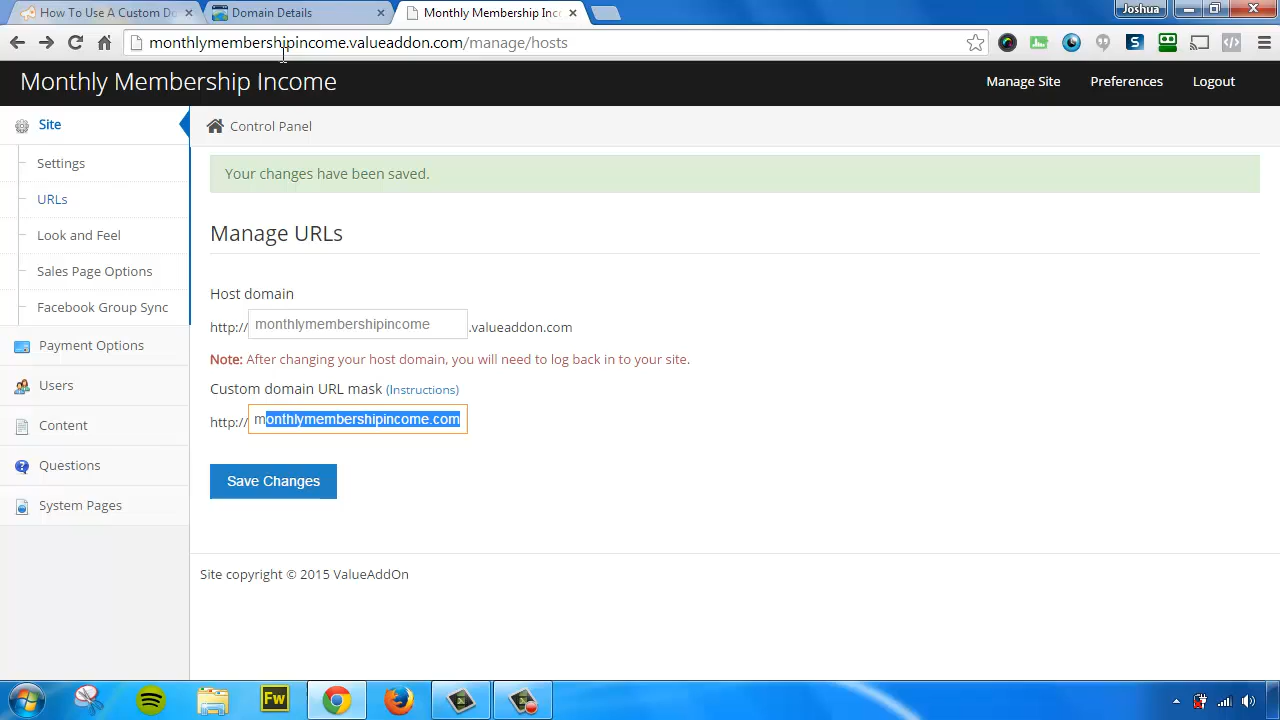 How To Use A Custom Do
Domain Details
Monthly Membership Inc
Joshua
monthlymembershipincome.valueaddon.com/manage/hosts
Monthly Membership Income
Manage Site
Preferences
Logout
Site
Settings
URLs
Look and Feel
Sales Page Options
Facebook Group Sync
Payment Options
Users
Content
Questions
System Pages
Control Panel
Your changes have been saved.
Manage URLs
Host domain
http:// monthlymembershipincome .valueaddon.com
Note: After changing your host domain, you will need to log back in to your site.
Custom domain URL mask (Instructions)
http:// monthlymembershipincome.com
Save Changes
Site copyright © 2015 ValueAddOn
Fw